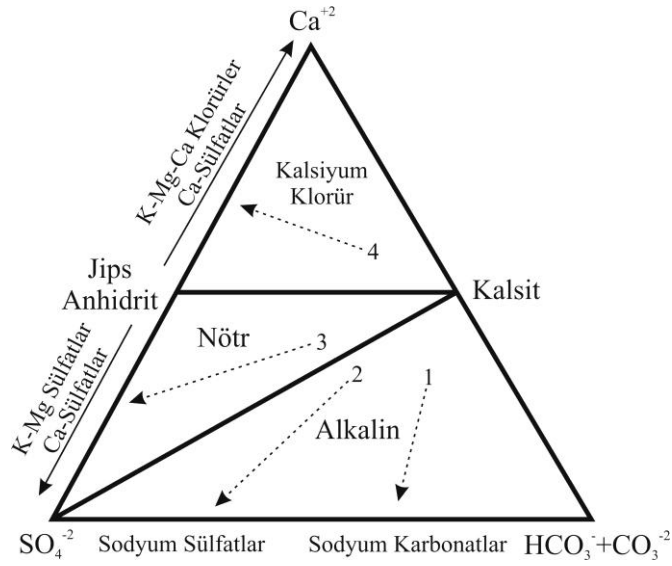 Ca⁺²
K-Mg-Ca Klorürler
Ca-Sülfatlar
Kalsiyum
Klorür
4
Jips
Anhidrit
Kalsit
K-Mg Sülfatlar
Ca-Sülfatlar
Nötr
3
2
1
Alkalin
SO₄⁻²
Sodyum Sülfatlar
Sodyum Karbonatlar
HCO₃⁻+CO₃⁻²